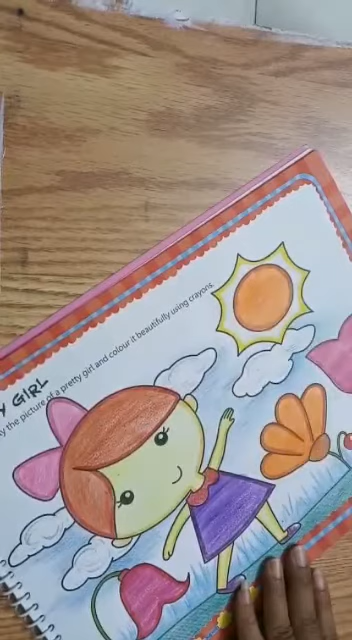 Y GIRL
the picture of a pretty girl and colour it beautifully using crayons.